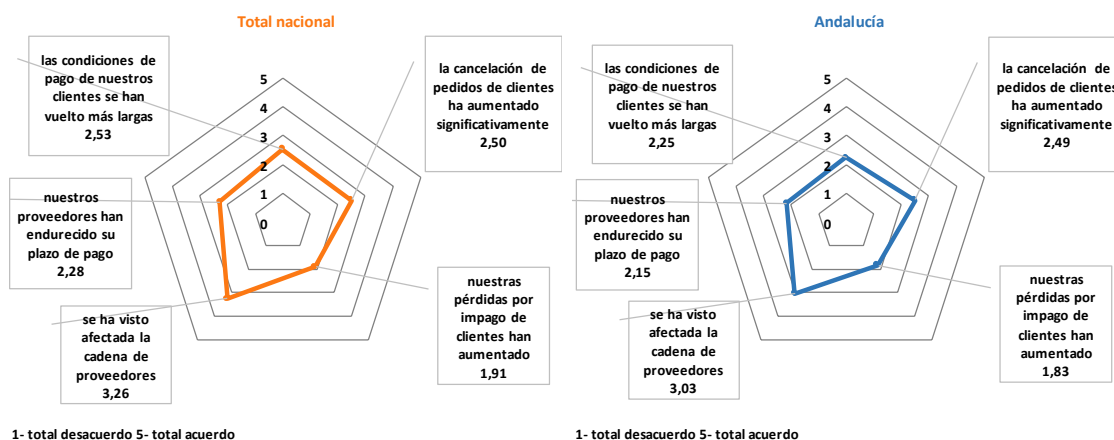 Total nacional
las condiciones de
pago de nuestros
clientes se han
vuelto más largas
2,53
la cancelación de
pedidos de clientes
ha aumentado
significativamente
2,50
nuestros
proveedores han
endurecido su
plazo de pago
2,28
se ha visto
afectada la
cadena de
proveedores
3,26
nuestras
pérdidas por
impago de
clientes han
aumentado
1,91
5
4
3
2
1
0
1- total desacuerdo 5- total acuerdo
Andalucía
las condiciones de
pago de nuestros
clientes se han
vuelto más largas
2,25
la cancelación de
pedidos de clientes
ha aumentado
significativamente
2,49
nuestros
proveedores han
endurecido su
plazo de pago
2,15
se ha visto
afectada la
cadena de
proveedores
3,03
nuestras
pérdidas por
impago de
clientes han
aumentado
1,83
5
4
3
2
1
0
1- total desacuerdo 5- total acuerdo